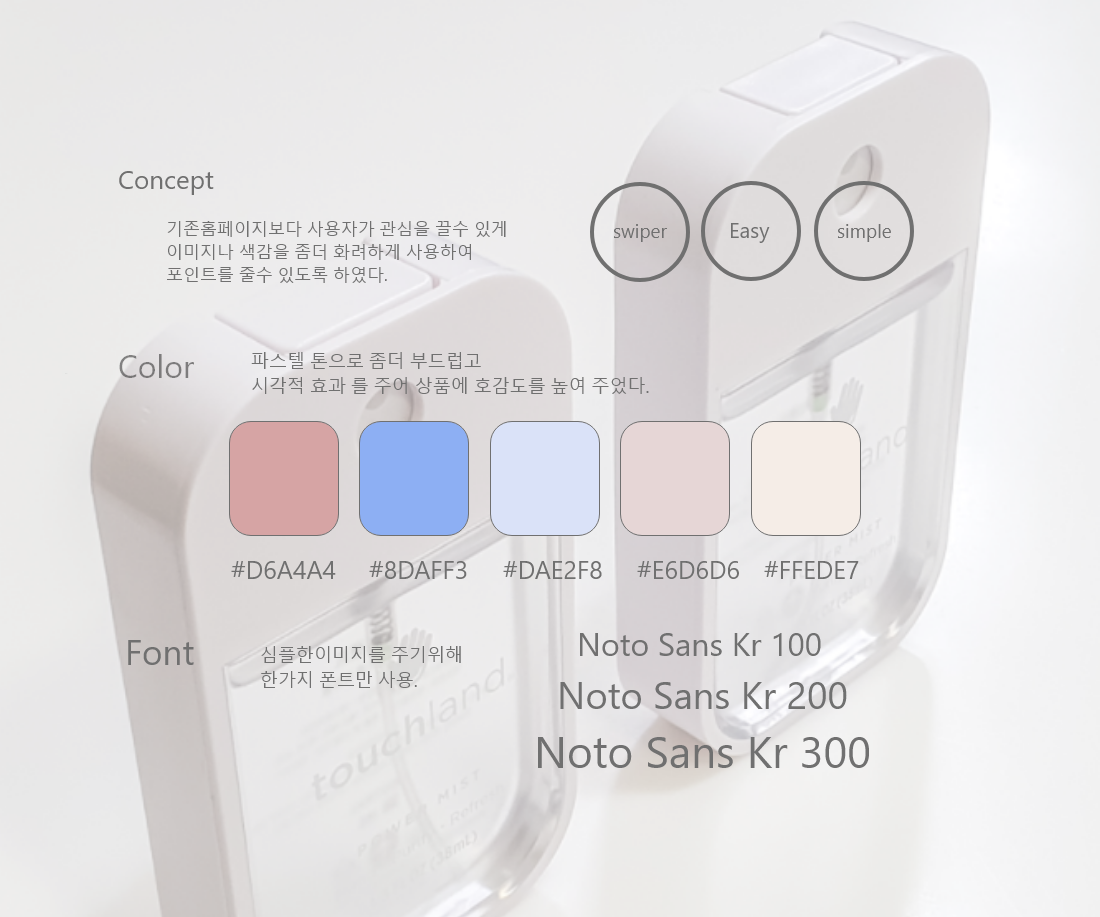 Concept
기존홈페이지보다 사용자가 관심을 끌수 있게
이미지나 색감을 좀더 화려하게 사용하여
포인트를 줄수 있도록 하였다.
swiper
Easy
simple
Color
파스텔 톤으로 좀더 부드럽고
시각적 효과 를 주어 상품에 호감도를 높여 주었다.
#D6A4A4
#8DAFF3
#DAE2F8
#E6D6D6
#FFEDE7
Font
심플한이미지를 주기위해
한가지 폰트만 사용.
Noto Sans Kr 100
Noto Sans Kr 200
Noto Sans Kr 300
touchland.
POWER MIST